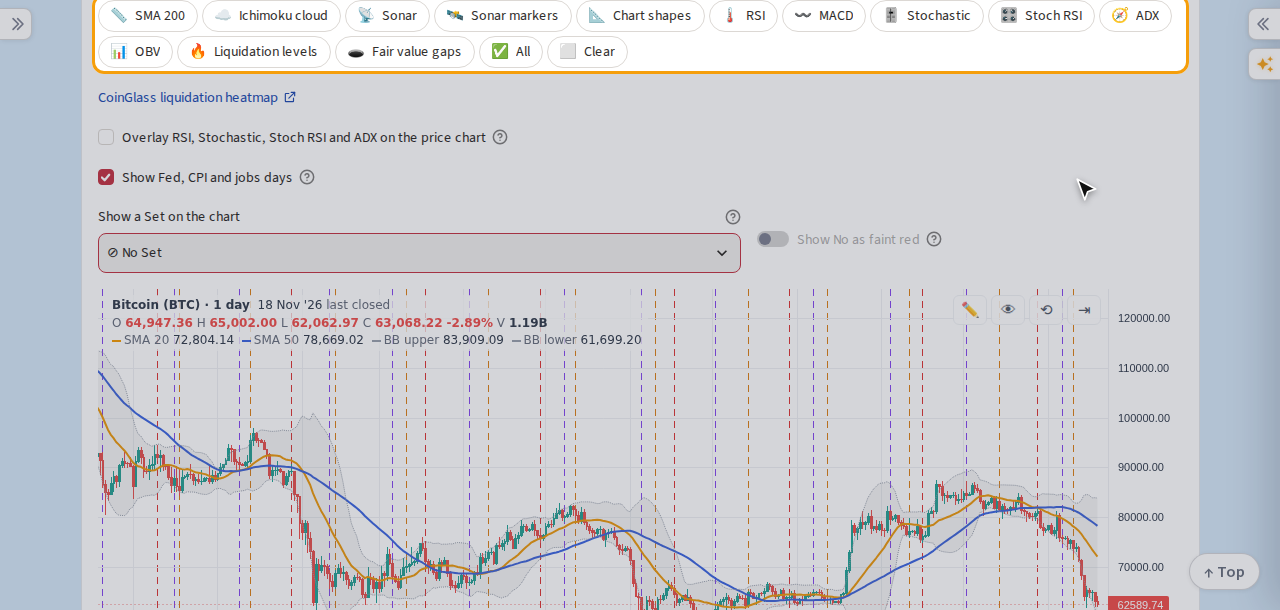 SMA 200 Ichimoku cloud Sonar Sonar markers Chart shapes RSI MACD Stochastic Stoch RSI ADX
OBV Liquidation levels Fair value gaps All Clear
CoinGlass liquidation heatmap
Overlay RSI, Stochastic, Stoch RSI and ADX on the price chart
Show Fed, CPI and jobs days
Show a Set on the chart
No Set
Show No as faint red
Bitcoin (BTC) · 1 day 18 Nov '26 last closed
O 64,947.36 H 65,002.00 L 62,062.97 C 63,068.22 -2.89% V 1.19B
SMA 20 72,804.14 SMA 50 78,669.02 BB upper 83,909.09 BB lower 61,699.20
120000.00
110000.00
100000.00
90000.00
80000.00
70000.00
62589.74
↑ Top